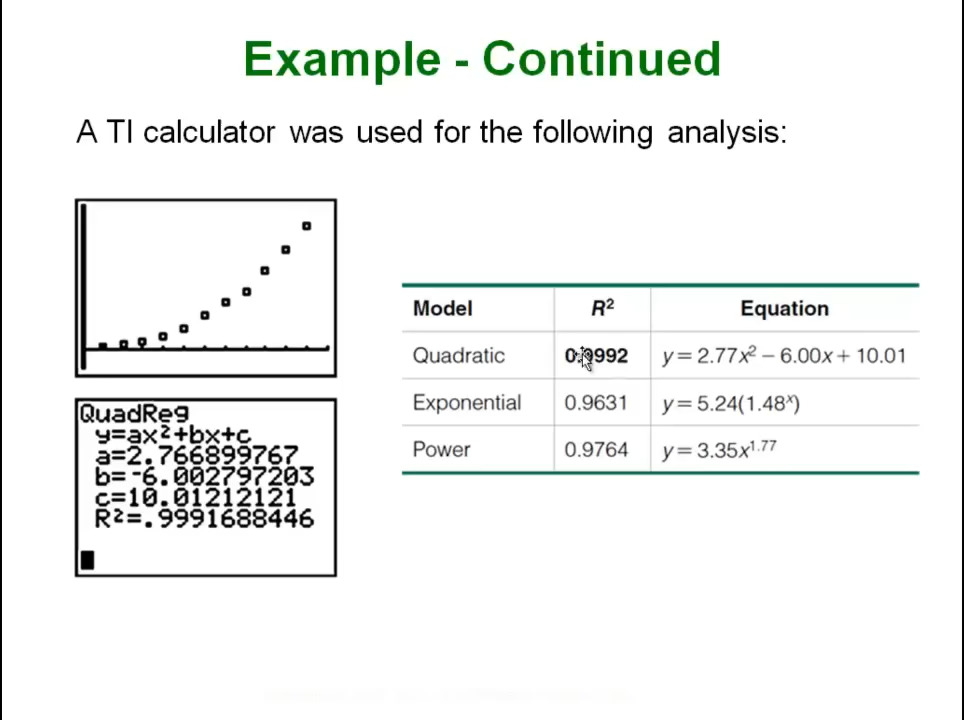 Example - Continued
A TI calculator was used for the following analysis:
QuadReg
y=ax²+bx+c
a=2.766899767
b=-6.002797203
c=10.01212121
R²=.9991688446
Model R² Equation
Quadratic 0.9992 y = 2.77x² − 6.00x + 10.01
Exponential 0.9631 y = 5.24(1.48ˣ)
Power 0.9764 y = 3.35x¹·⁷⁷